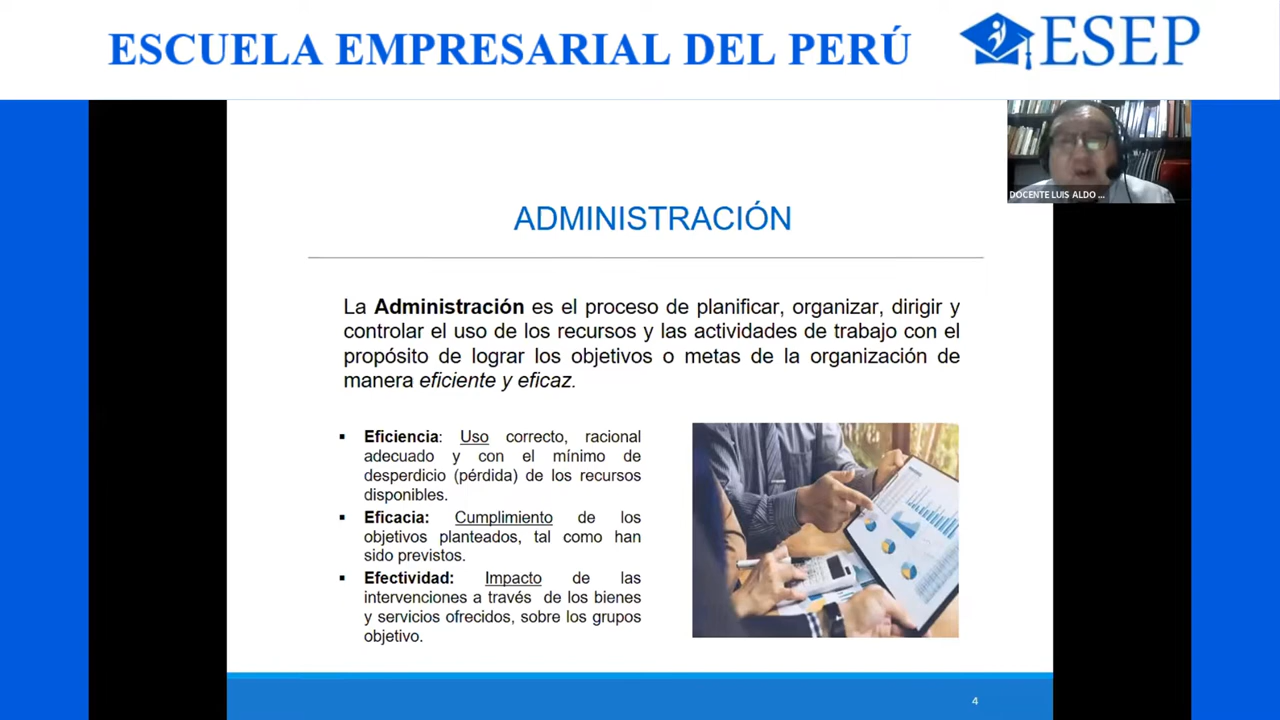 ESCUELA EMPRESARIAL DEL PERÚ
ESEP
DOCENTE LUIS ALDO ...
ADMINISTRACIÓN
La Administración es el proceso de planificar, organizar, dirigir y
controlar el uso de los recursos y las actividades de trabajo con el
propósito de lograr los objetivos o metas de la organización de
manera eficiente y eficaz.
▪ Eficiencia: Uso correcto, racional
adecuado y con el mínimo de
desperdicio (pérdida) de los recursos
disponibles.
▪ Eficacia: Cumplimiento de los
objetivos planteados, tal como han
sido previstos.
▪ Efectividad: Impacto de las
intervenciones a través de los bienes
y servicios ofrecidos, sobre los grupos
objetivo.
4